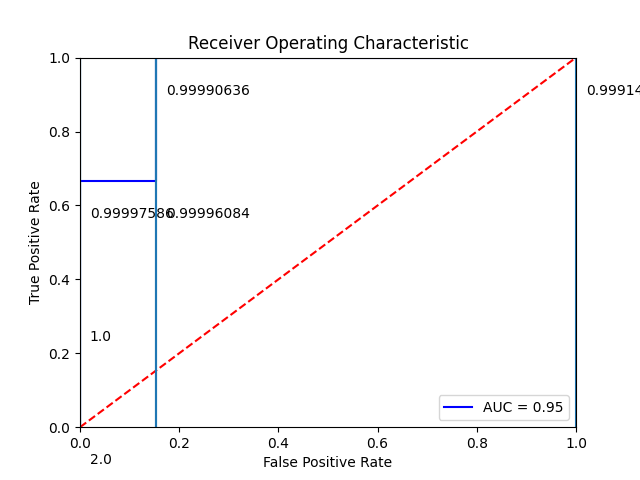 Receiver Operating Characteristic
1.0
0.99990636
0.99914
0.8
True Positive Rate
0.6
0.99997586
0.99996084
0.4
1.0
0.2
AUC = 0.95
0.0
0.0 0.2 0.4 0.6 0.8 1.0
2.0
False Positive Rate